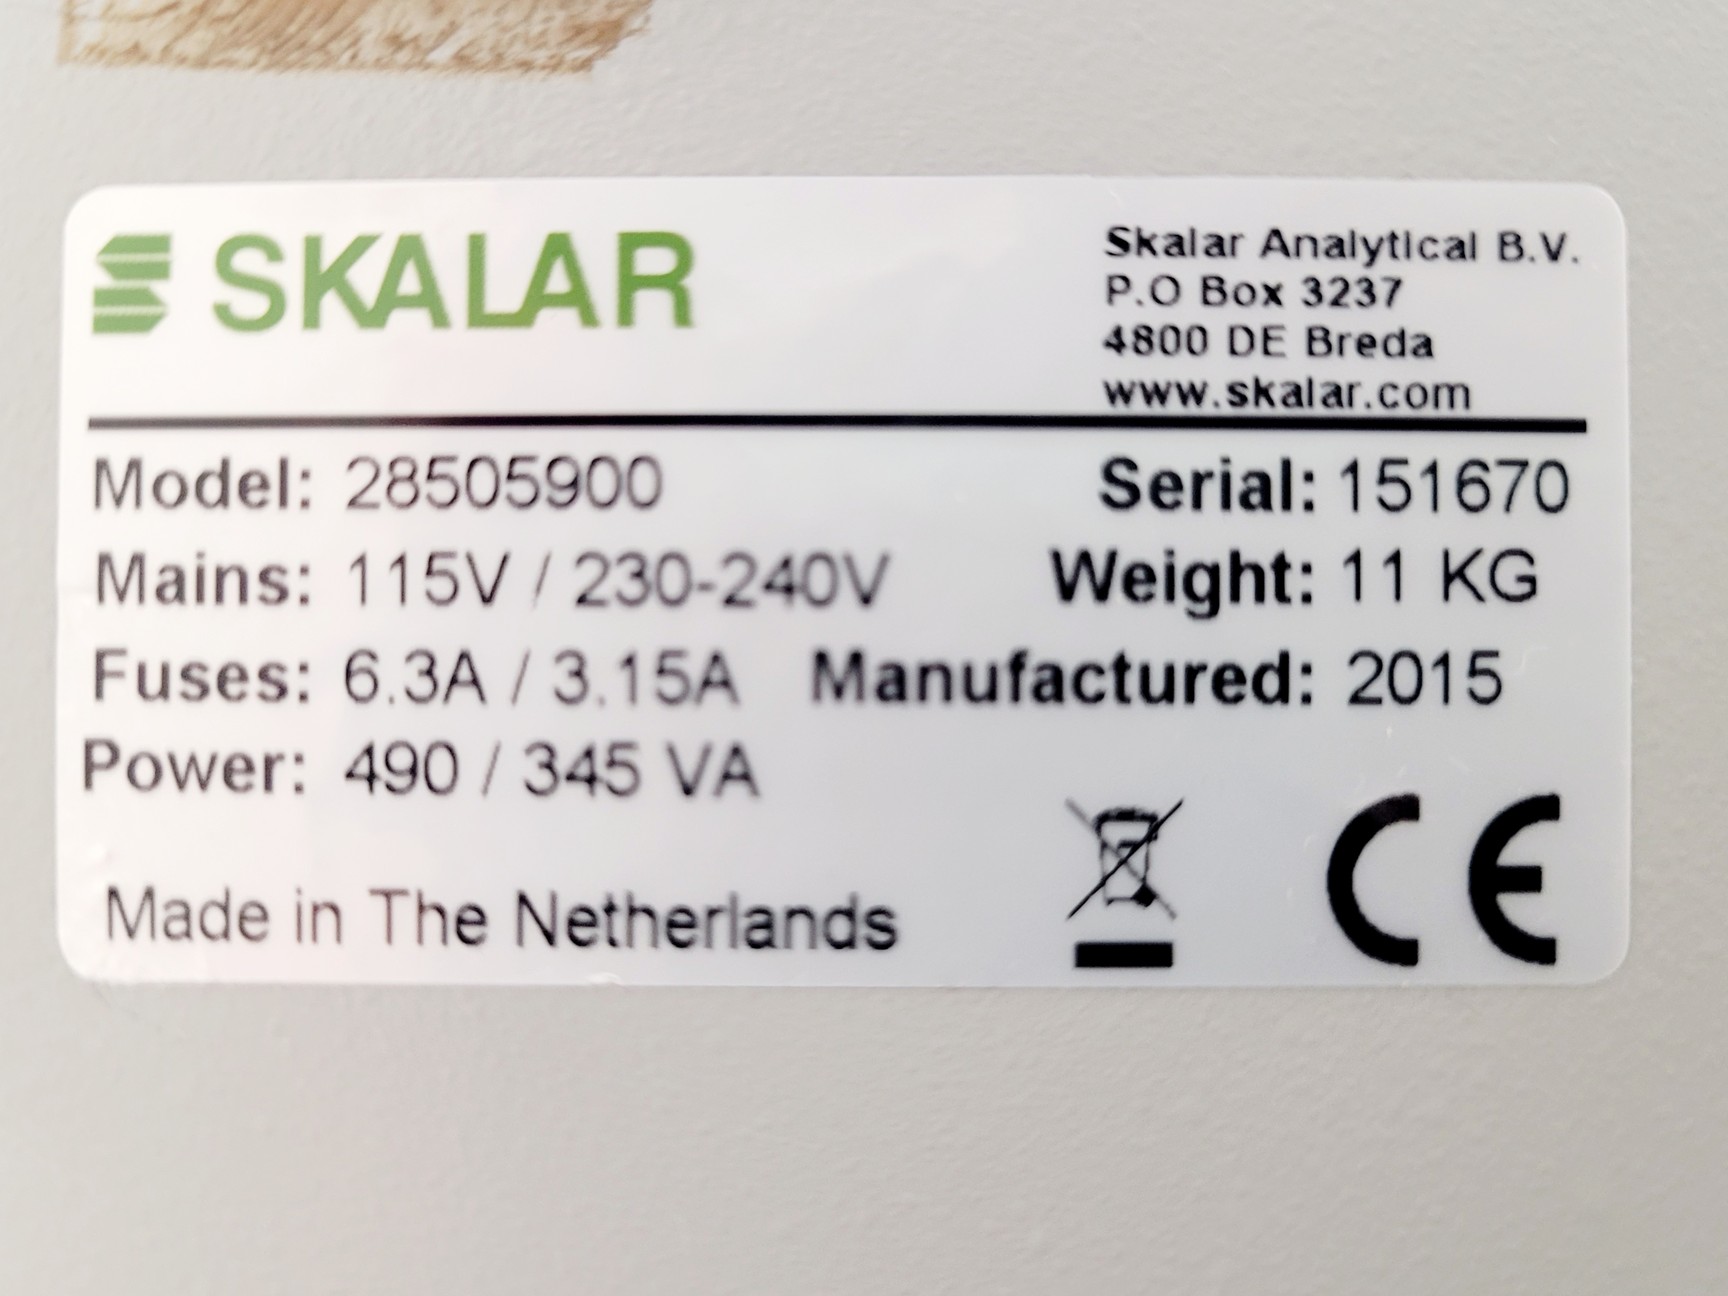 SKALAR
Skalar Analytical B.V.
P.O Box 3237
4800 DE Breda
www.skalar.com
Model: 28505900 Serial: 151670
Mains: 115V / 230-240V Weight: 11 KG
Fuses: 6.3A / 3.15A Manufactured: 2015
Power: 490 / 345 VA
Made in The Netherlands
CE